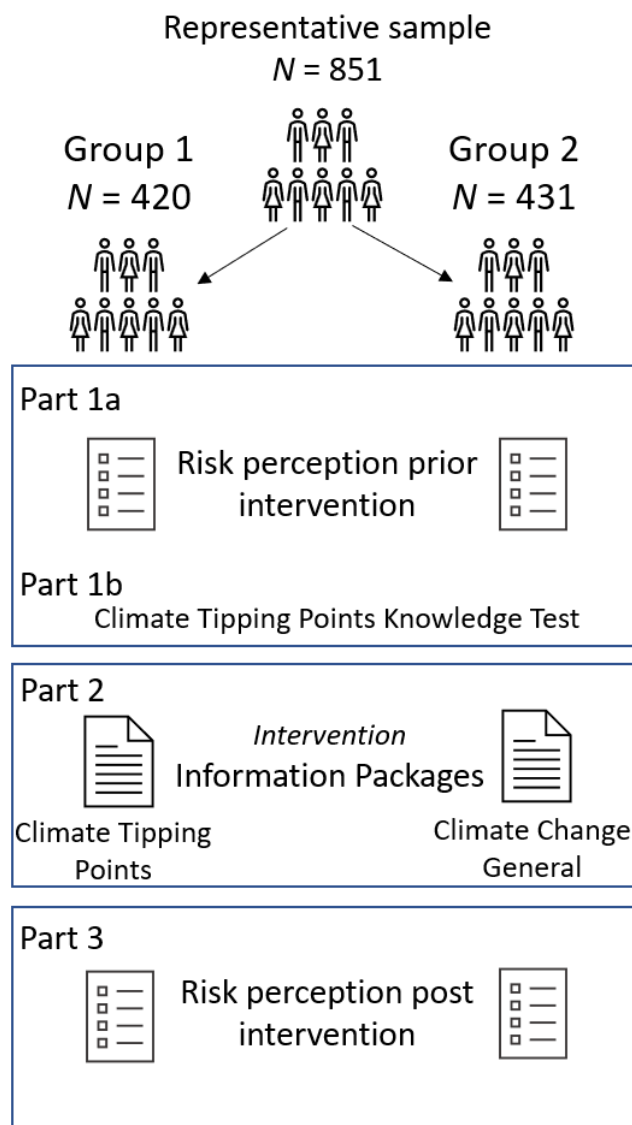 Representative sample
N = 851
Group 1
N = 420
Group 2
N = 431
Part 1a
Risk perception prior
intervention
Part 1b
Climate Tipping Points Knowledge Test
Part 2
Intervention
Information Packages
Climate Tipping
Points
Climate Change
General
Part 3
Risk perception post
intervention